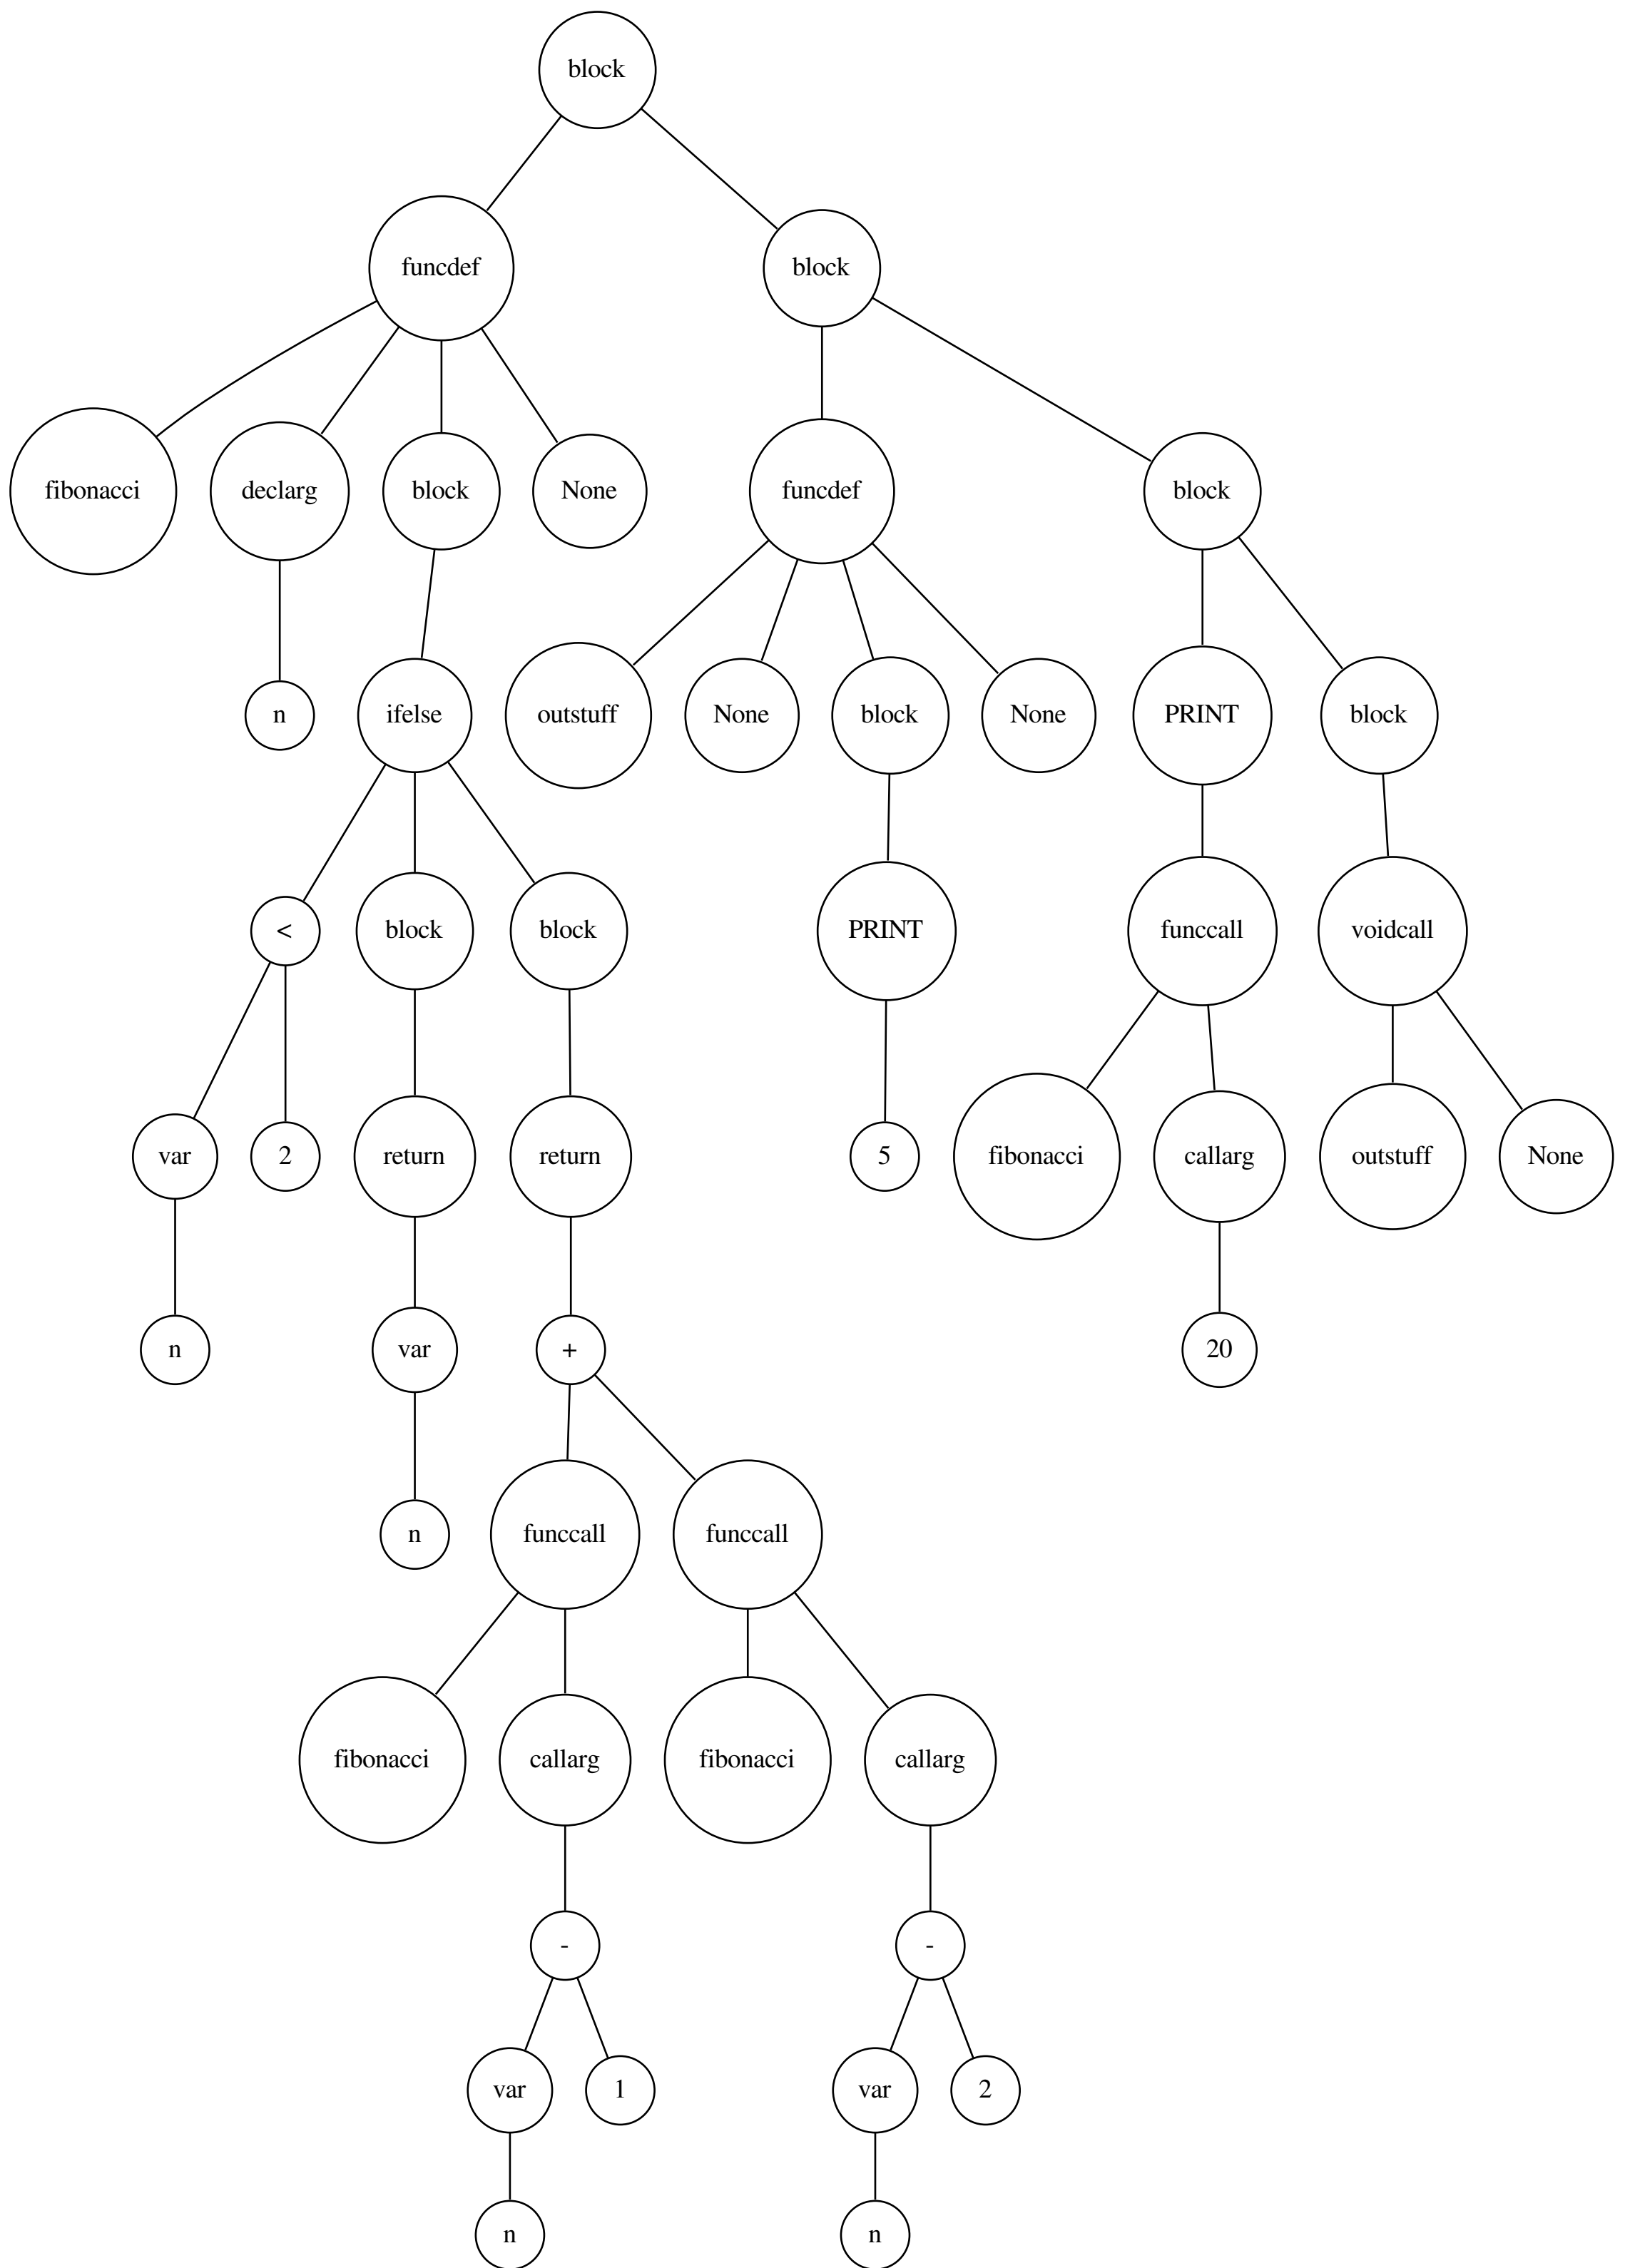 block
funcdef
block
fibonacci
declarg
block
None
funcdef
block
n
ifelse
outstuff
None
block
None
PRINT
block
<
block
block
PRINT
funccall
voidcall
var
2
return
return
5
fibonacci
callarg
outstuff
None
n
var
+
20
n
funccall
funccall
fibonacci
callarg
fibonacci
callarg
-
-
var
1
var
2
n
n